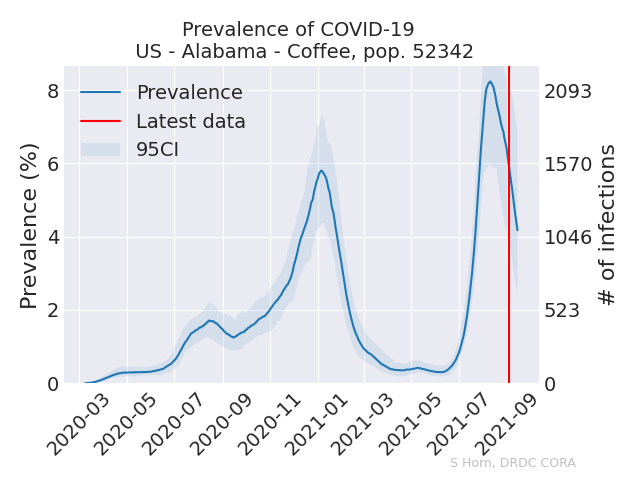 Prevalence of COVID-19
US - Alabama - Coffee, pop. 52342
Prevalence
Latest data
95CI
Prevalence (%)
8
6
4
2
0
2093
1570
1046
523
0
# of infections
2020-03
2020-05
2020-07
2020-09
2020-11
2021-01
2021-03
2021-05
2021-07
2021-09
S Horn, DRDC CORA